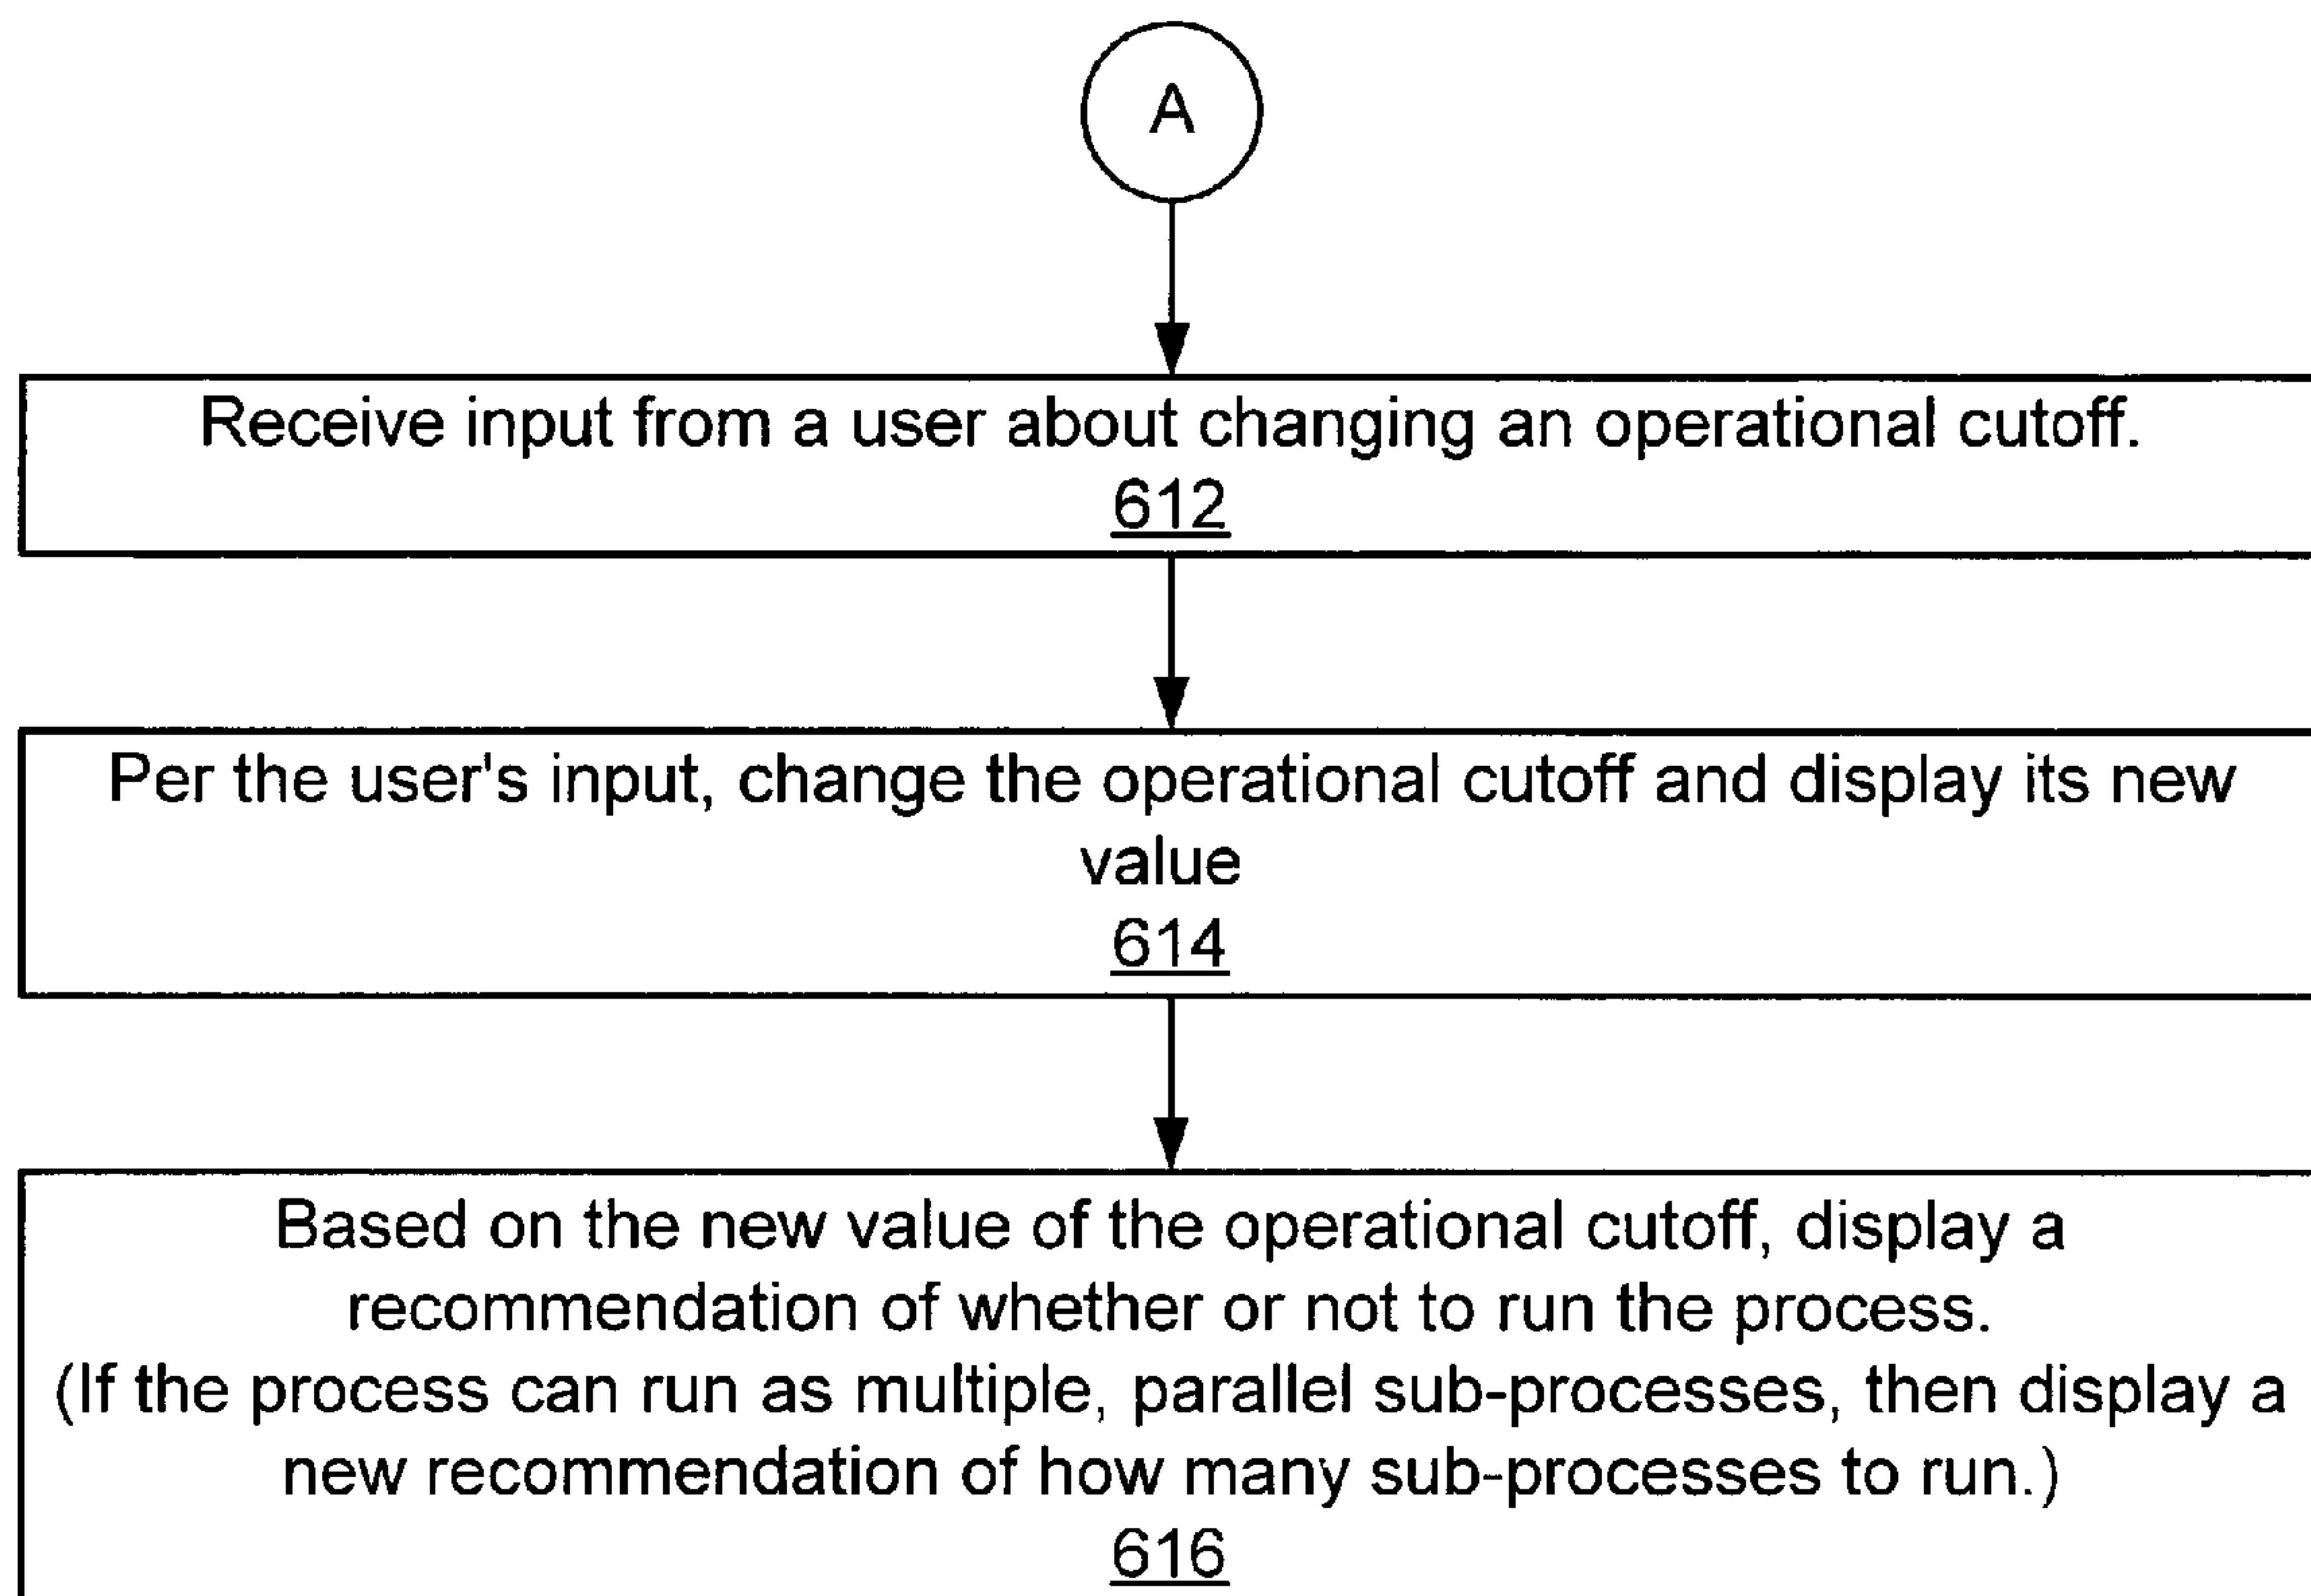 A
Receive input from a user about changing an operational cutoff.
612
Per the user's input, change the operational cutoff and display its new
value
614
Based on the new value of the operational cutoff, display a
recommendation of whether or not to run the process.
(If the process can run as multiple, parallel sub-processes, then display a
new recommendation of how many sub-processes to run.)
616